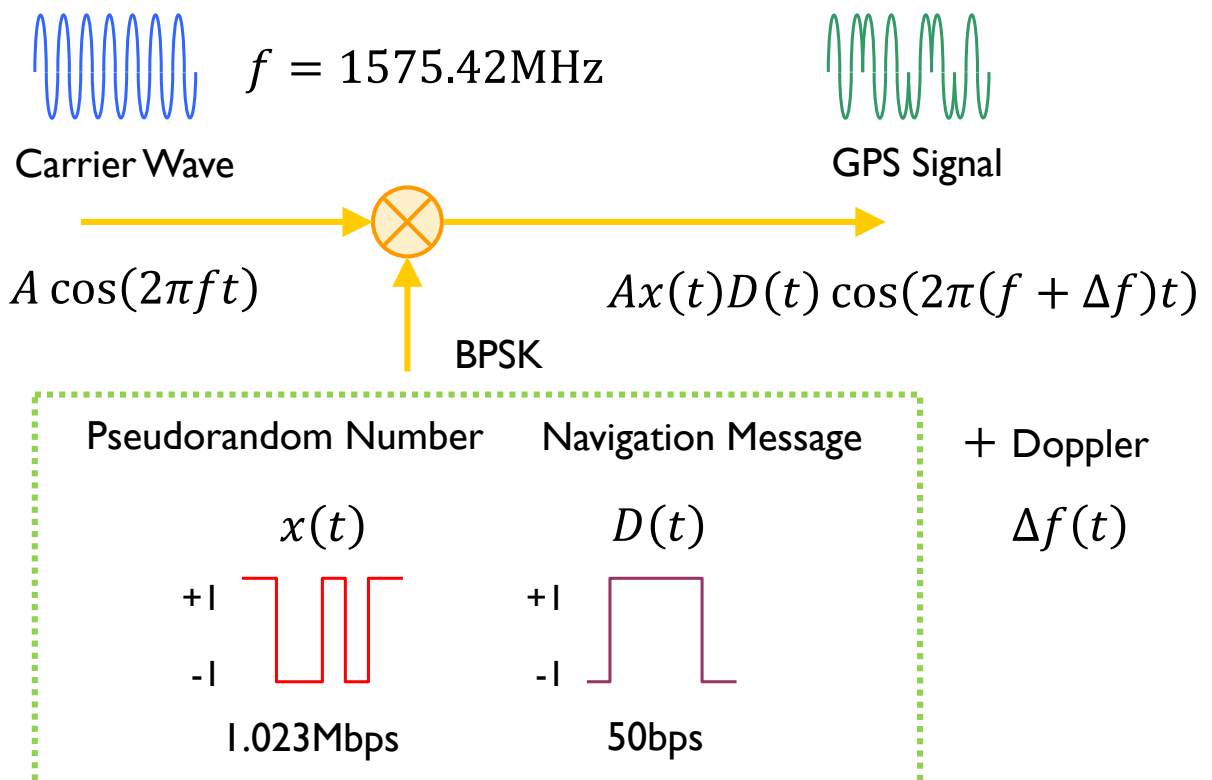 f = 1575.42MHz
Carrier Wave
GPS Signal
A cos(2πft)
Ax(t)D(t) cos(2π(f + Δf)t)
BPSK
Pseudorandom Number
Navigation Message
+ Doppler
x(t)
D(t)
Δf(t)
+1
+1
-1
-1
1.023Mbps
50bps